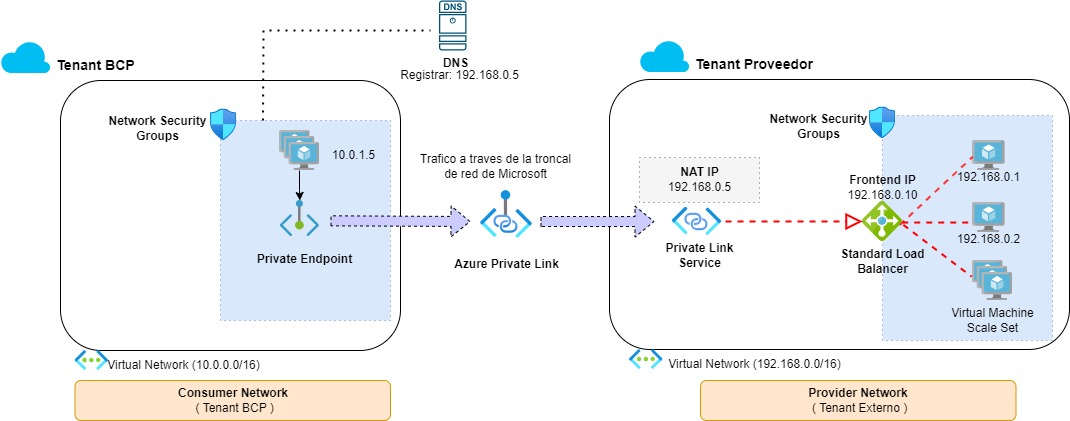 DNS
DNS
Registrar: 192.168.0.5
Tenant BCP
Network Security
Groups
10.0.1.5
Private Endpoint
Trafico a traves de la troncal
de red de Microsoft
Azure Private Link
Virtual Network (10.0.0.0/16)
Consumer Network
( Tenant BCP )
Tenant Proveedor
Network Security
Groups
NAT IP
192.168.0.5
Private Link
Service
Frontend IP
192.168.0.10
Standard Load
Balancer
192.168.0.1
192.168.0.2
Virtual Machine
Scale Set
Virtual Network (192.168.0.0/16)
Provider Network
( Tenant Externo )